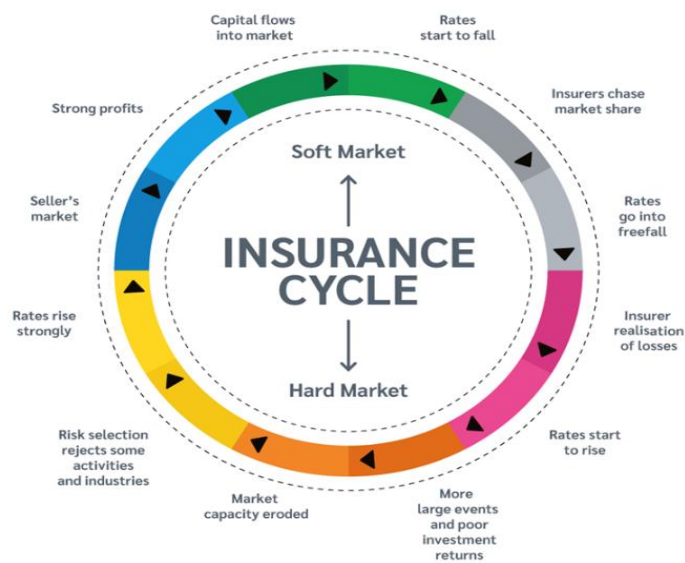 Capital flows
into market
Rates
start to fall
Strong profits
Insurers chase
market share
Soft Market
Seller's
market
Rates
go into
freefall
INSURANCE
CYCLE
Rates rise
strongly
Insurer
realisation
of losses
Hard Market
Risk selection
rejects some
activities
and industries
Rates start
to rise
Market
capacity eroded
More
large events
and poor
investment
returns